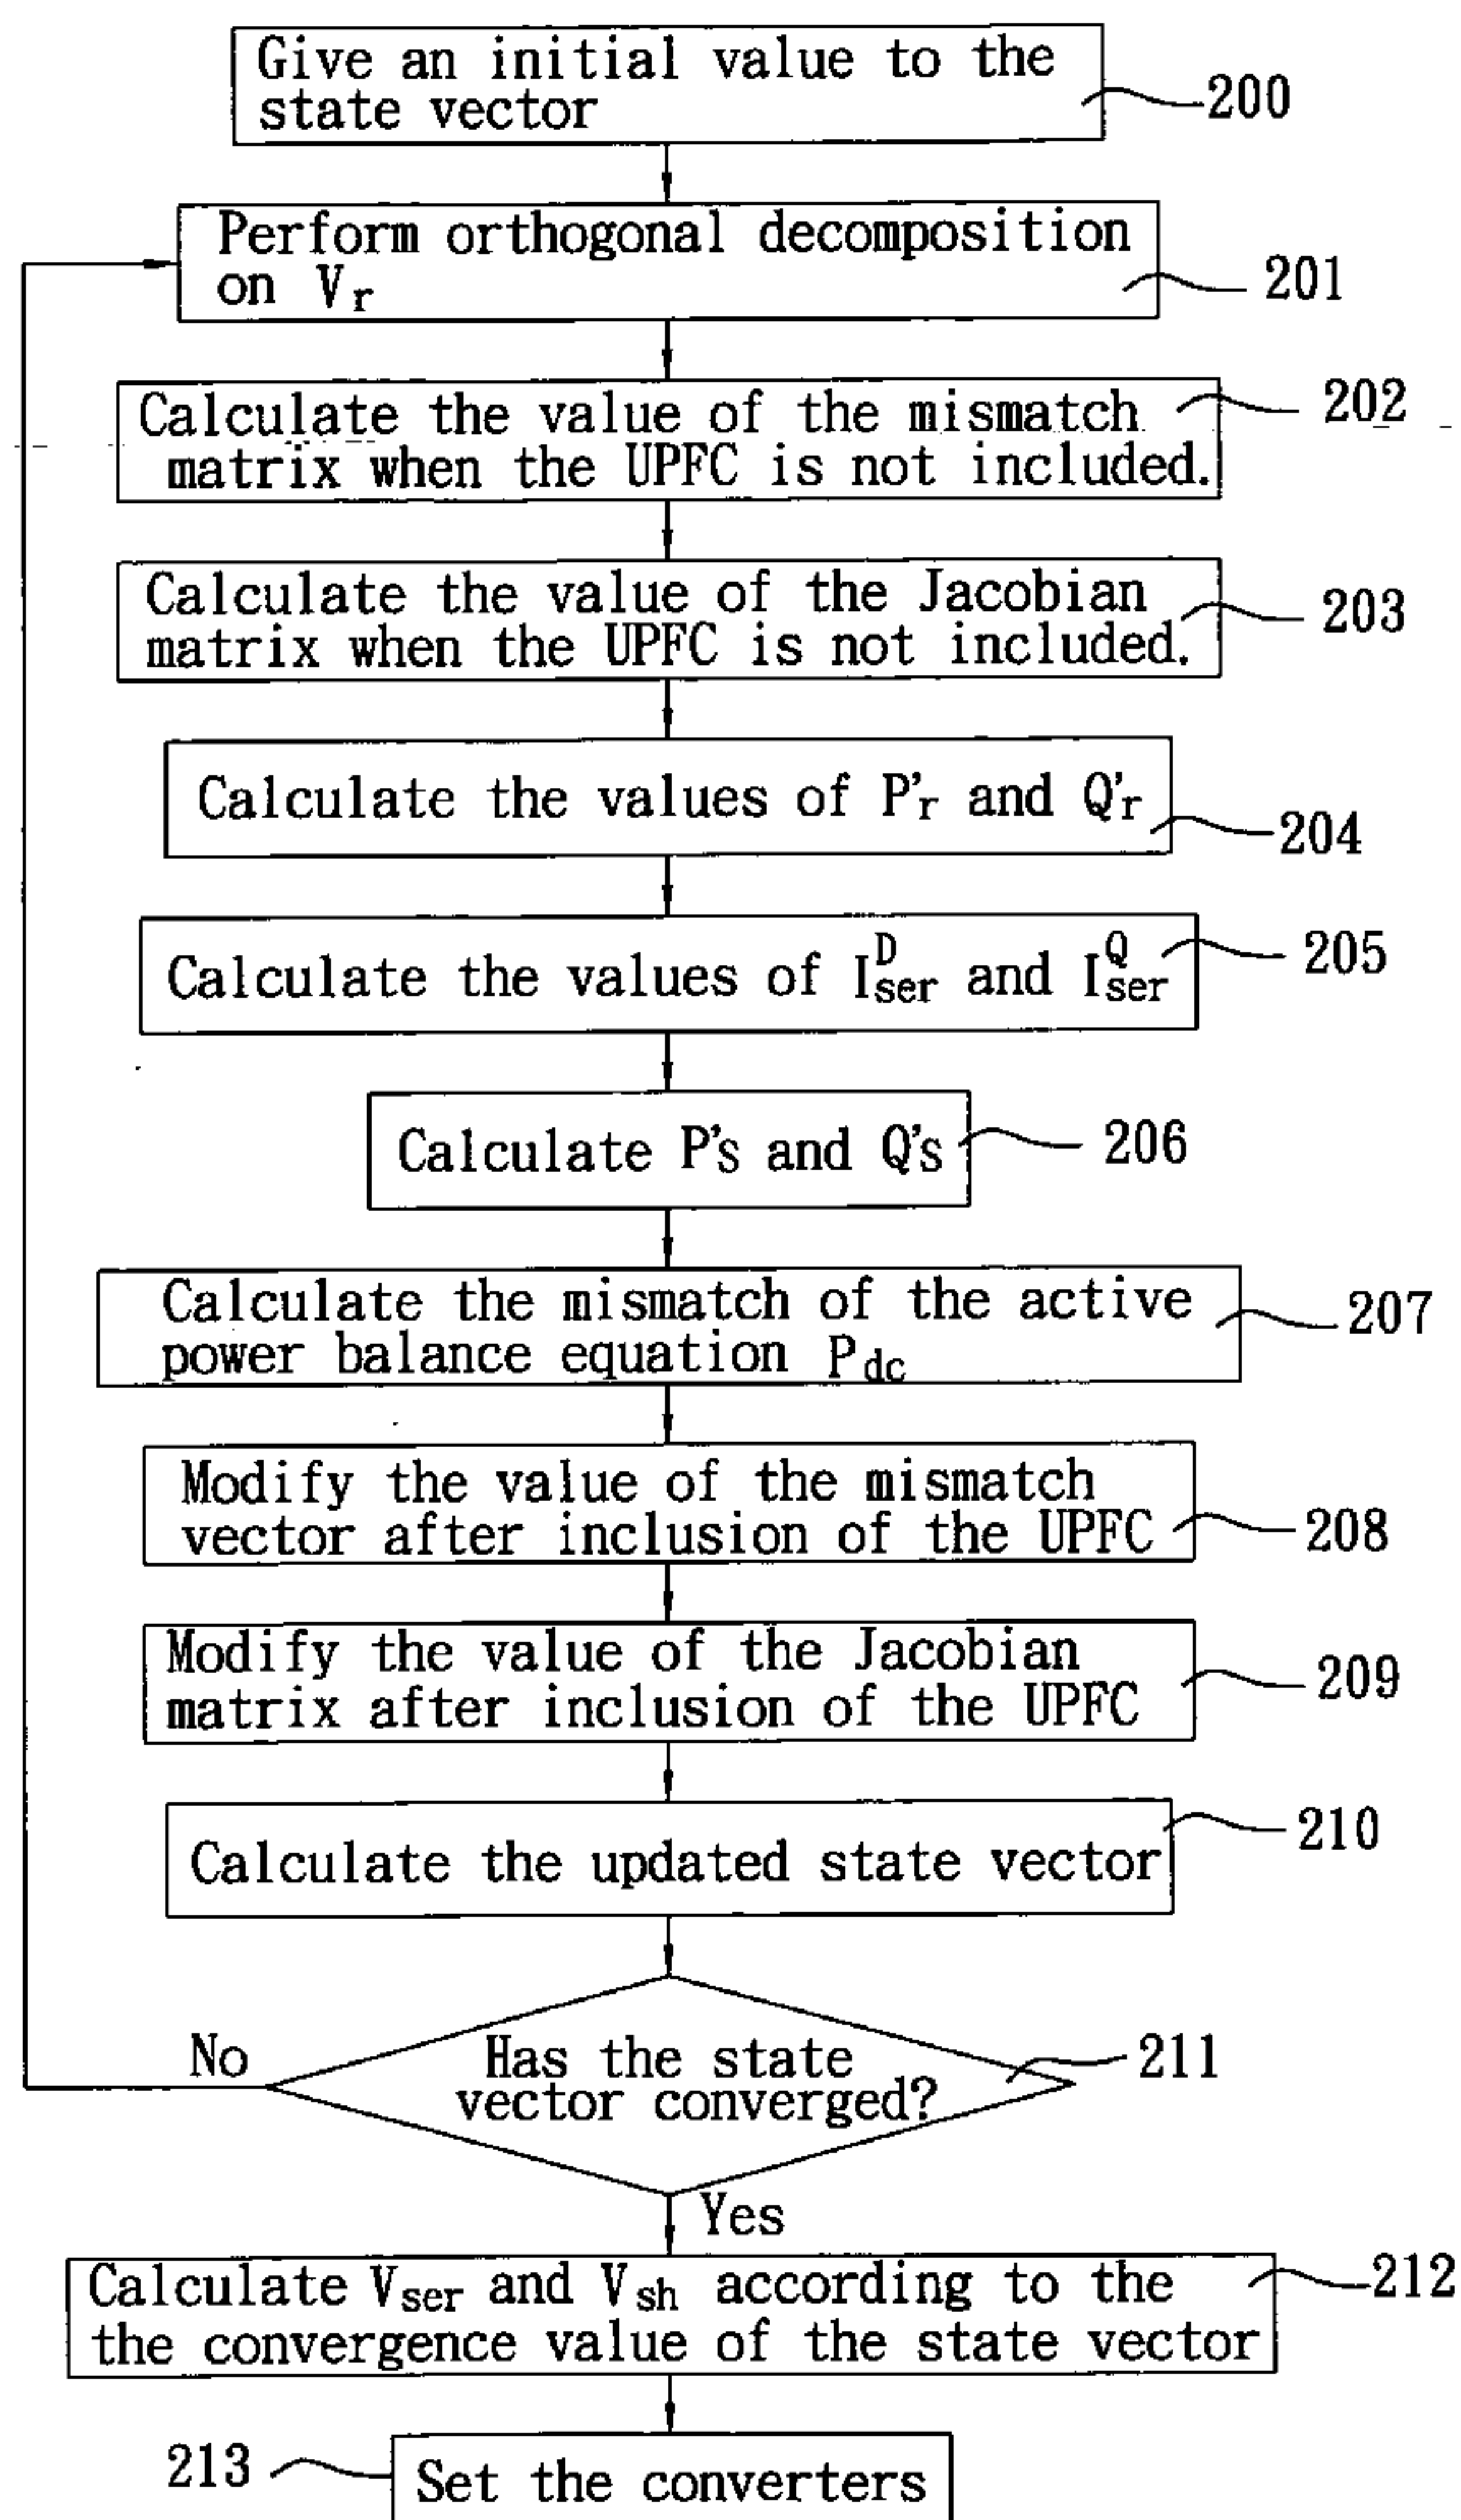 Give an initial value to the
state vector
200
Perform orthogonal decomposition
on Vr
201
Calculate the value of the mismatch
matrix when the UPFC is not included.
202
Calculate the value of the Jacobian
matrix when the UPFC is not included.
203
Calculate the values of P'r and Q'r
204
Calculate the values of I^D_ser and I^Q_ser
205
Calculate P's and Q's
206
Calculate the mismatch of the active
power balance equation Pdc
207
Modify the value of the mismatch
vector after inclusion of the UPFC
208
Modify the value of the Jacobian
matrix after inclusion of the UPFC
209
Calculate the updated state vector
210
Has the state
vector converged?
211
No
Yes
Calculate Vser and Vsh according to the
the convergence value of the state vector
212
Set the converters
213